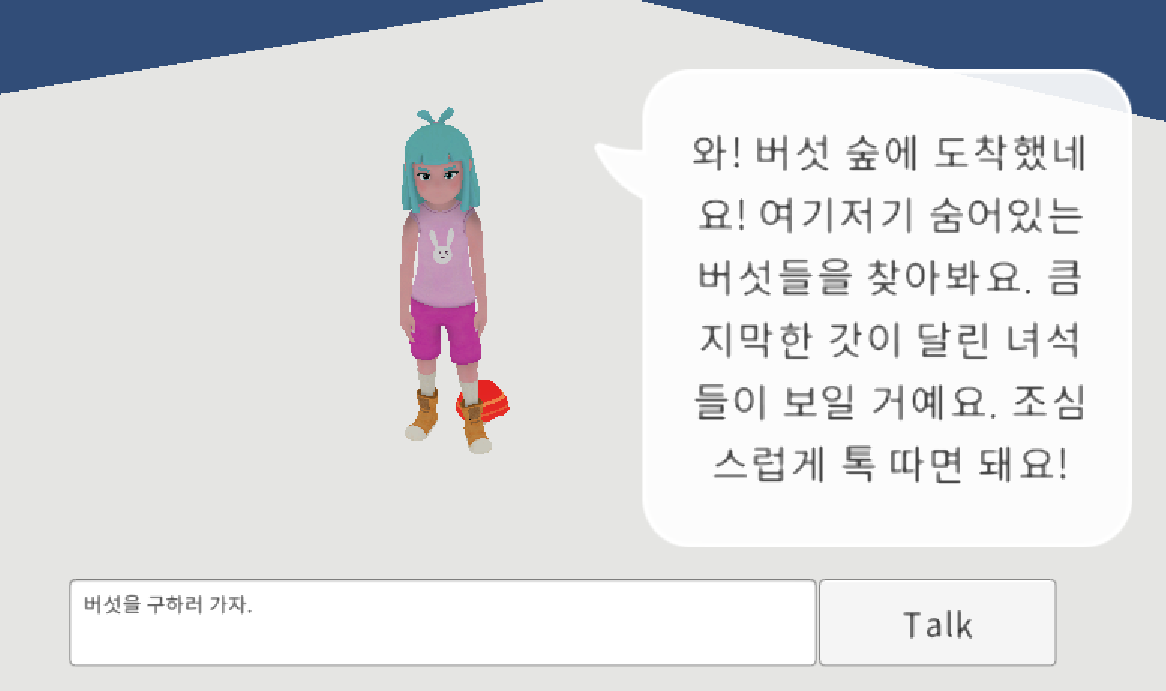 와! 버섯 숲에 도착했네
요! 여기저기 숨어있는
버섯들을 찾아봐요. 큼
지막한 갓이 달린 녀석
들이 보일 거예요. 조심
스럽게 톡 따면 돼요!
버섯을 구하러 가자.
Talk